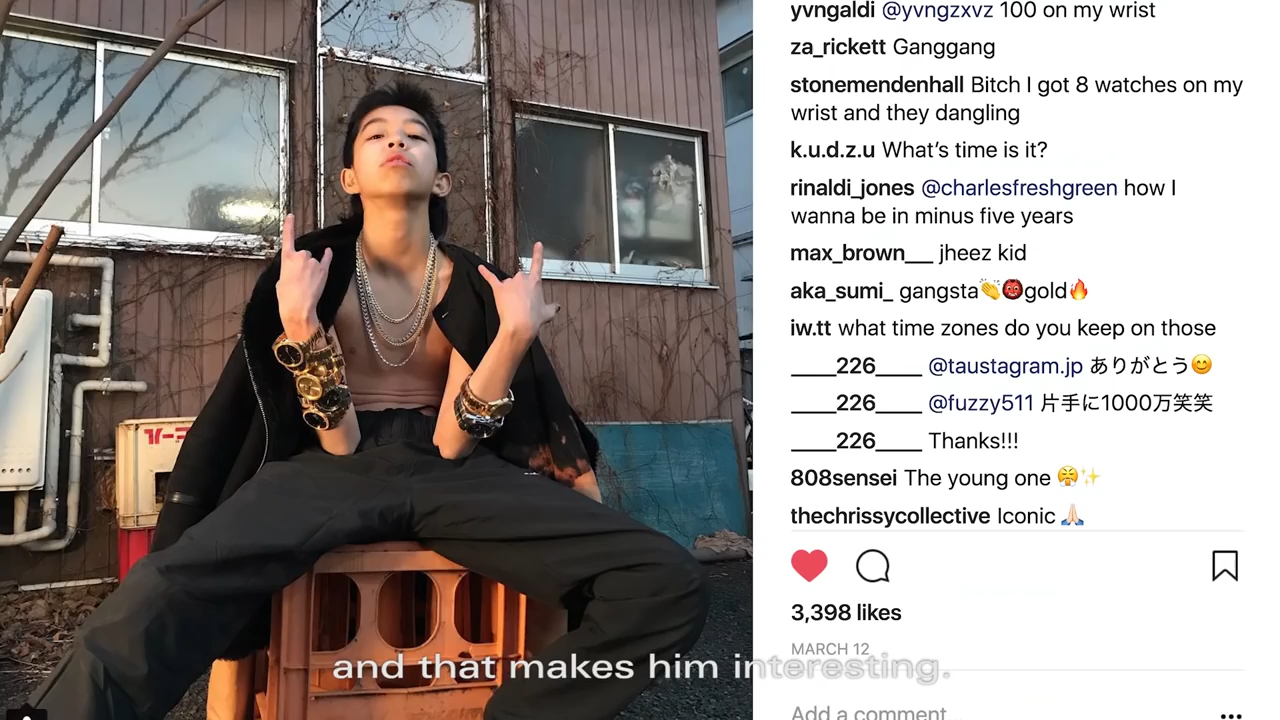 yvngaldi @yvngzxvz 100 on my wrist
za_rickett Ganggang
stonemendenhall Bitch I got 8 watches on my
wrist and they dangling
k.u.d.z.u What's time is it?
rinaldi_jones @charlesfreshgreen how I
wanna be in minus five years
max_brown___ jheez kid
aka_sumi_ gangsta👏👹gold🔥
iw.tt what time zones do you keep on those
____226_____ @taustagram.jp ありがとう😊
____226_____ @fuzzy511 片手に1000万笑笑
____226_____ Thanks!!!
808sensei The young one 😤✨
thechrissycollective Iconic 🙏🏻
3,398 likes
MARCH 12
Add a comment...
and that makes him interesting.